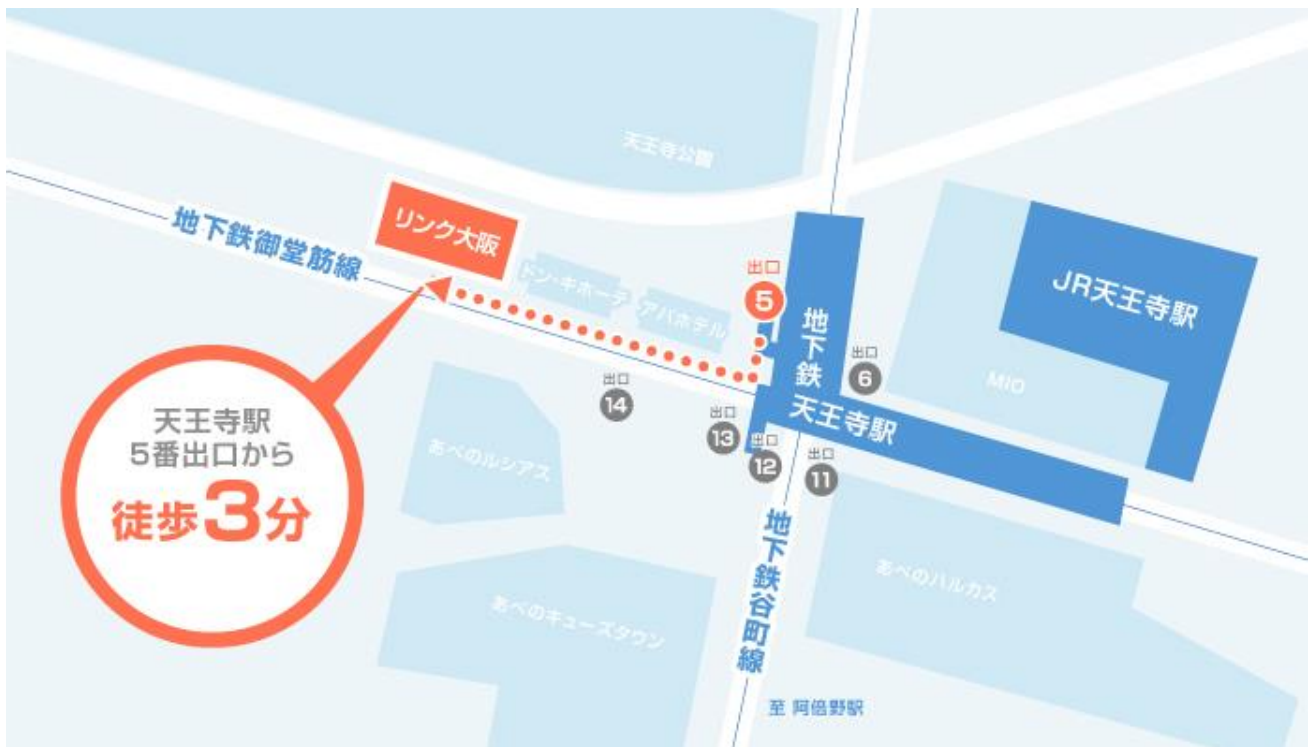 天王寺公園
地下鉄御堂筋線
リンク大阪
ドン・キホーテ
アパホテル
出口
5
地下鉄
天王寺駅
出口
6
JR天王寺駅
MIO
出口
14
出口
13
出口
12
出口
11
天王寺駅
5番出口から
徒歩3分
あべのルシアス
あべのキューズタウン
地下鉄谷町線
あべのハルカス
至 阿倍野駅